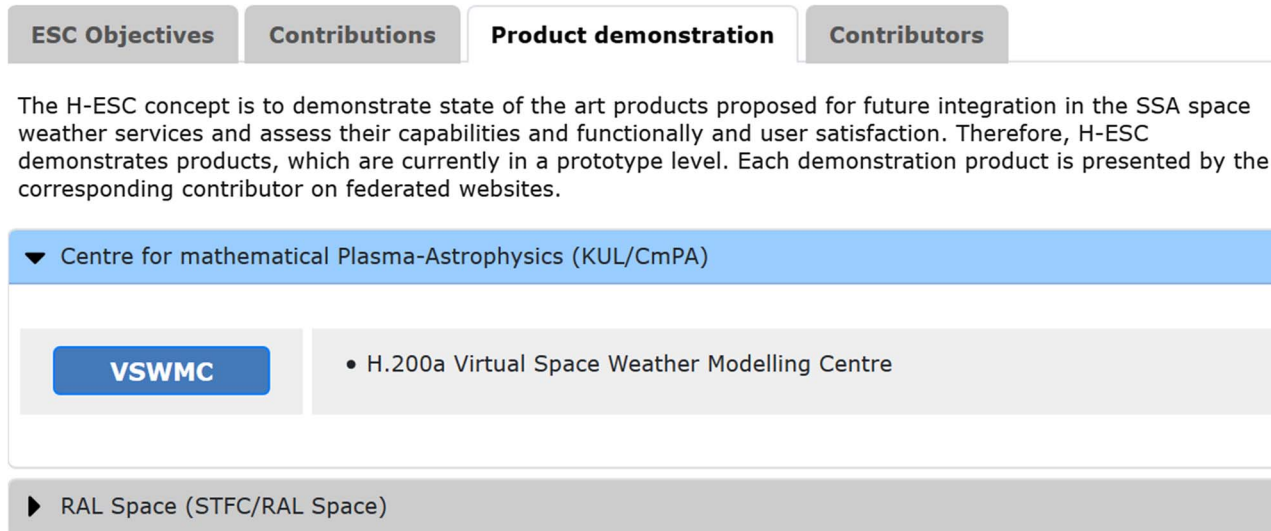 ESC Objectives Contributions Product demonstration Contributors
The H-ESC concept is to demonstrate state of the art products proposed for future integration in the SSA space
weather services and assess their capabilities and functionally and user satisfaction. Therefore, H-ESC
demonstrates products, which are currently in a prototype level. Each demonstration product is presented by the
corresponding contributor on federated websites.
Centre for mathematical Plasma-Astrophysics (KUL/CmPA)
VSWMC • H.200a Virtual Space Weather Modelling Centre
RAL Space (STFC/RAL Space)